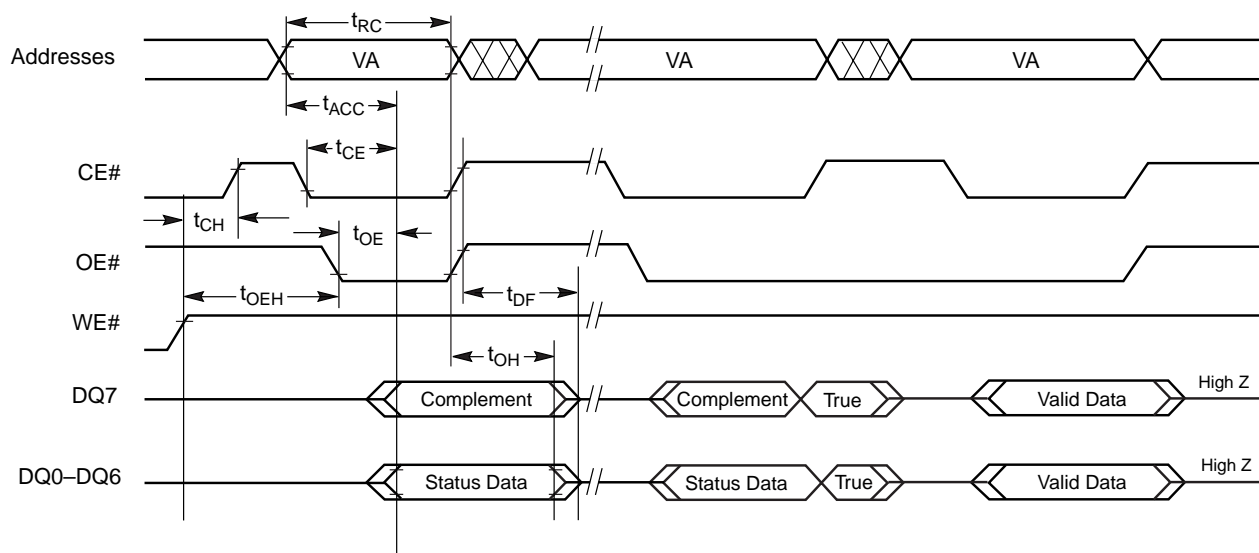 tRC
Addresses VA VA VA
tACC
tCE
CE#
tCH tOE
OE#
tOEH tDF
WE#
tOH
DQ7 Complement Complement True Valid Data High Z
DQ0–DQ6 Status Data Status Data True Valid Data High Z